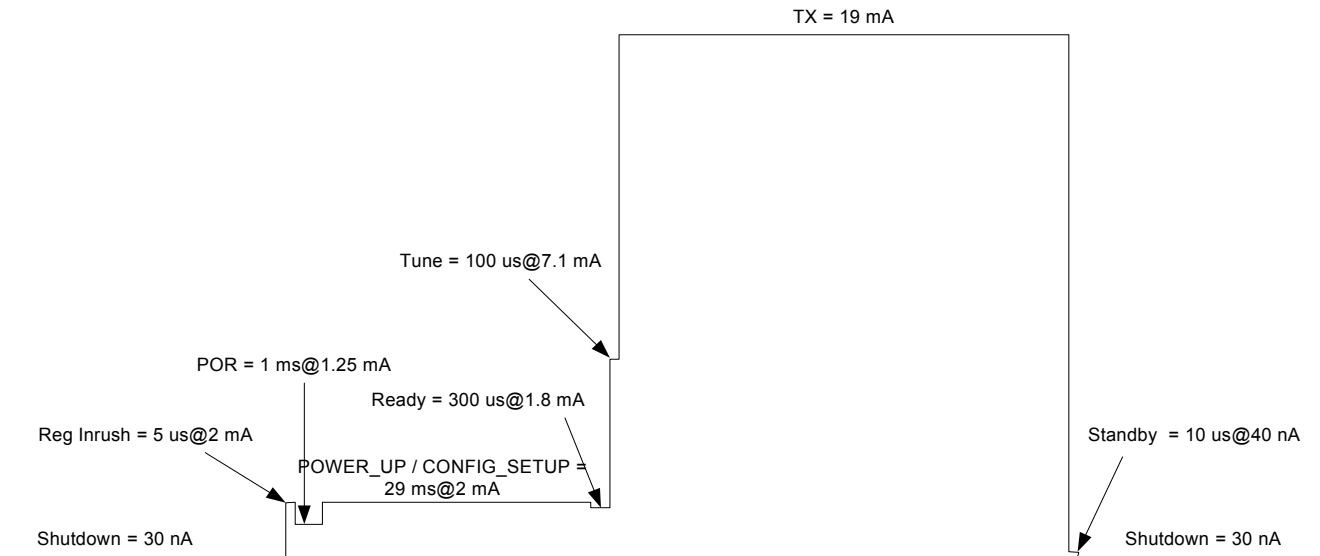 TX = 19 mA
Tune = 100 us@7.1 mA
POR = 1 ms@1.25 mA
Ready = 300 us@1.8 mA
Reg Inrush = 5 us@2 mA
Standby = 10 us@40 nA
POWER_UP / CONFIG_SETUP =
29 ms@2 mA
Shutdown = 30 nA
Shutdown = 30 nA